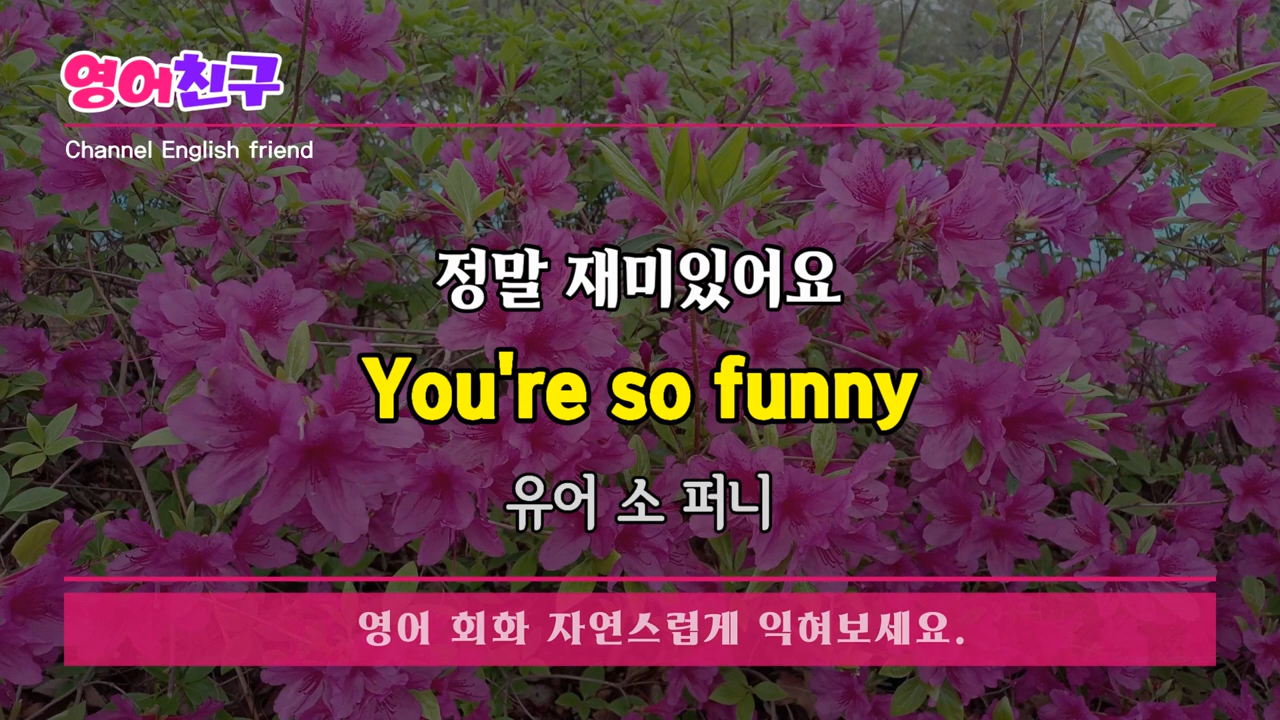 영어친구
Channel English friend
정말 재미있어요
You're so funny
유어 소 퍼니
영어 회화 자연스럽게 익혀보세요.